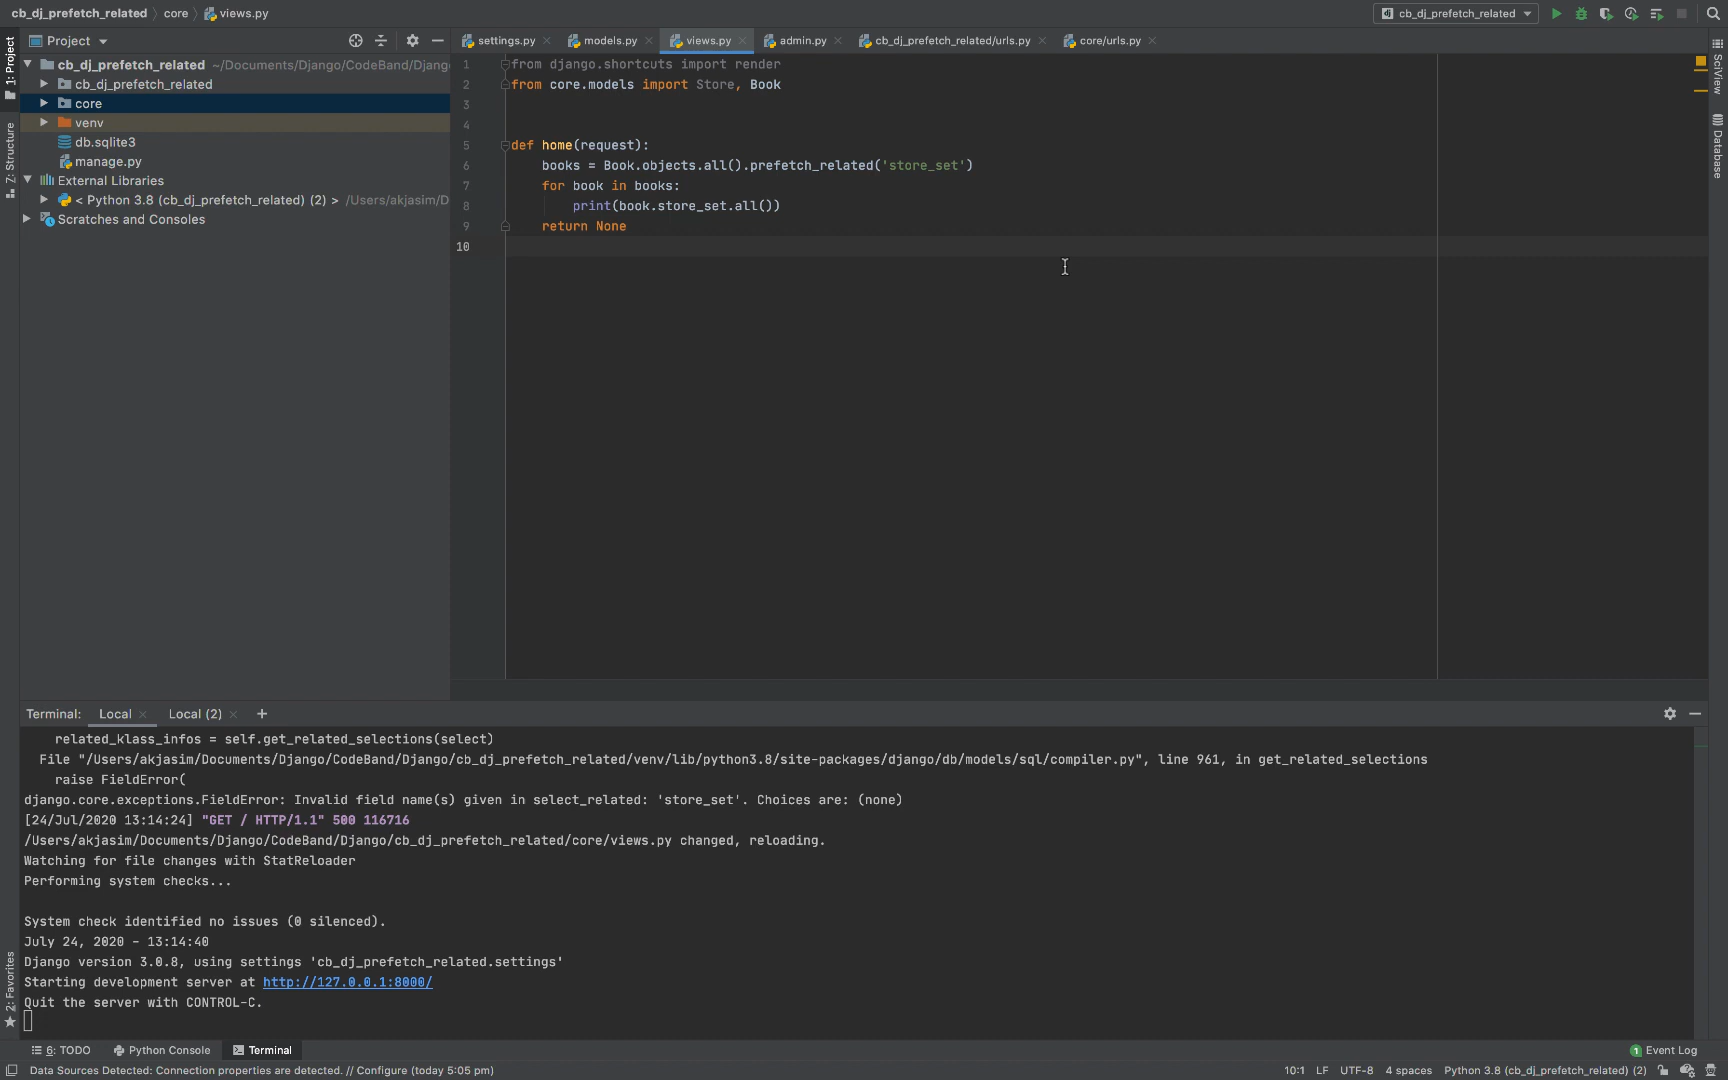 cb_dj_prefetch_related core views.py
cb_dj_prefetch_related
Project
settings.py models.py views.py admin.py cb_dj_prefetch_related/urls.py core/urls.py
1: Project
7: Structure
2: Favorites
SciView
Database
cb_dj_prefetch_related ~/Documents/Django/CodeBand/Djang
cb_dj_prefetch_related
core
venv
db.sqlite3
manage.py
External Libraries
< Python 3.8 (cb_dj_prefetch_related) (2) > /Users/akjasim/D
Scratches and Consoles
1 from django.shortcuts import render
2 from core.models import Store, Book
3
4
5 def home(request):
6 books = Book.objects.all().prefetch_related('store_set')
7 for book in books:
8 print(book.store_set.all())
9 return None
10
Terminal: Local Local (2) +
related_klass_infos = self.get_related_selections(select)
File "/Users/akjasim/Documents/Django/CodeBand/Django/cb_dj_prefetch_related/venv/lib/python3.8/site-packages/django/db/models/sql/compiler.py", line 961, in get_related_selections
raise FieldError(
django.core.exceptions.FieldError: Invalid field name(s) given in select_related: 'store_set'. Choices are: (none)
[24/Jul/2020 13:14:24] "GET / HTTP/1.1" 500 116716
/Users/akjasim/Documents/Django/CodeBand/Django/cb_dj_prefetch_related/core/views.py changed, reloading.
Watching for file changes with StatReloader
Performing system checks...
System check identified no issues (0 silenced).
July 24, 2020 - 13:14:40
Django version 3.0.8, using settings 'cb_dj_prefetch_related.settings'
Starting development server at http://127.0.0.1:8000/
Quit the server with CONTROL-C.
6: TODO Python Console Terminal 1 Event Log
Data Sources Detected: Connection properties are detected. // Configure (today 5:05 pm) 10:1 LF UTF-8 4 spaces Python 3.8 (cb_dj_prefetch_related) (2)